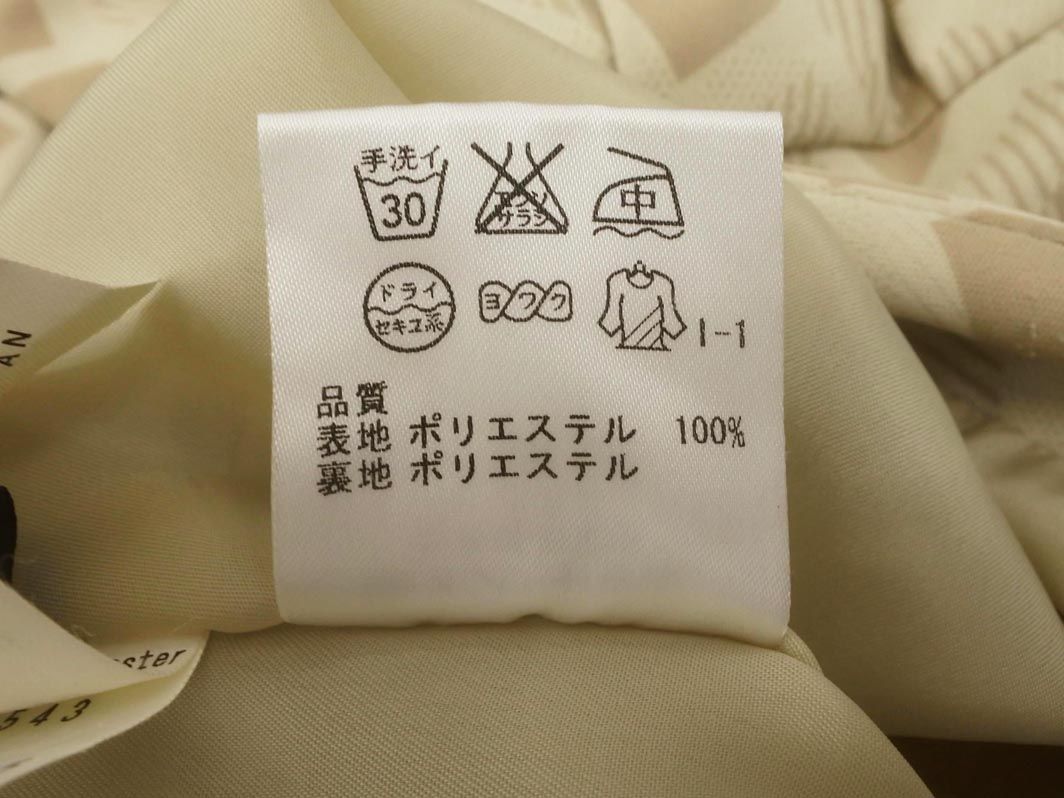 手洗イ
30
エンソ
サラシ
中
ドライ
セキユ系
ヨワク
I-1
品質
表地 ポリエステル 100%
裏地 ポリエステル
AN
ster
543